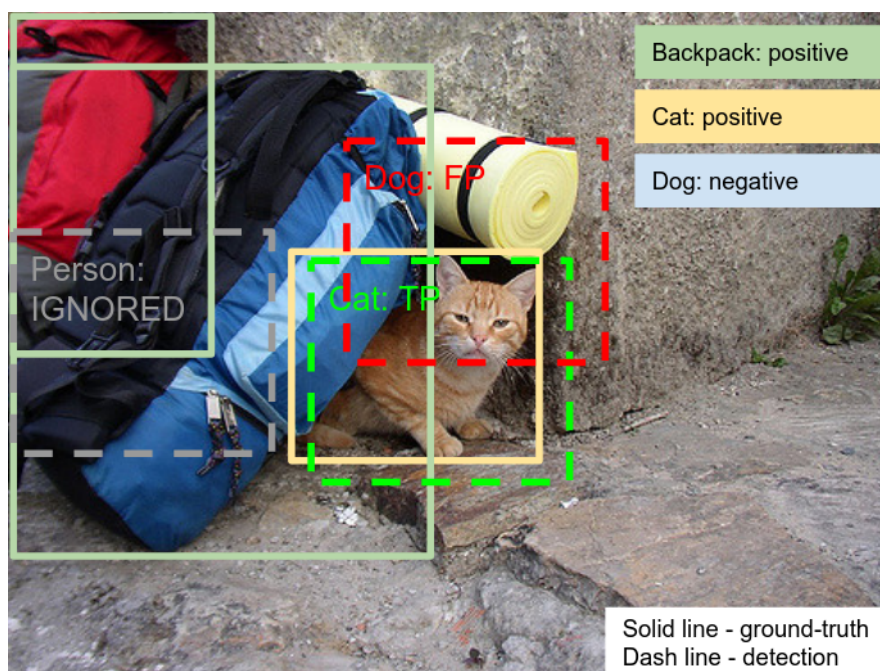 Backpack: positive
Cat: positive
Dog: negative
Dog: FP
Person:
IGNORED
Cat: TP
Solid line - ground-truth
Dash line - detection